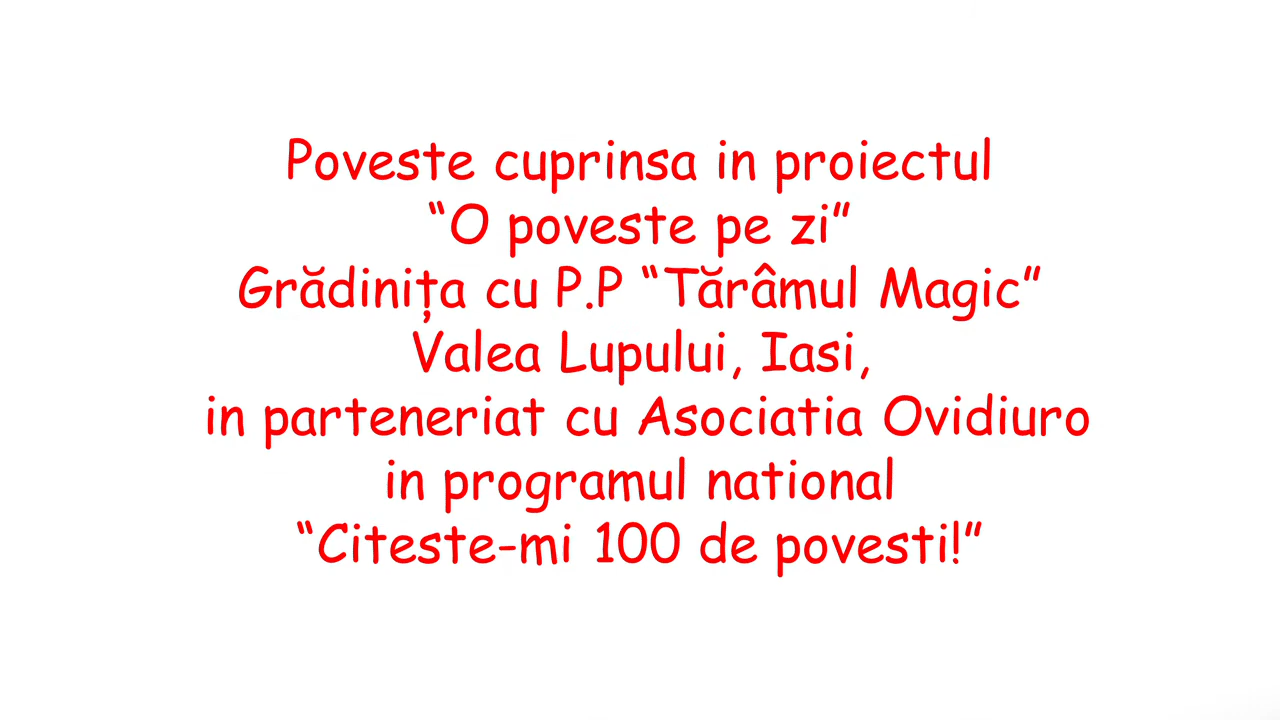 Poveste cuprinsa in proiectul
“O poveste pe zi”
Grădinița cu P.P “Tărâmul Magic”
Valea Lupului, Iasi,
in parteneriat cu Asociatia Ovidiuro
in programul national
“Citeste-mi 100 de povesti!”